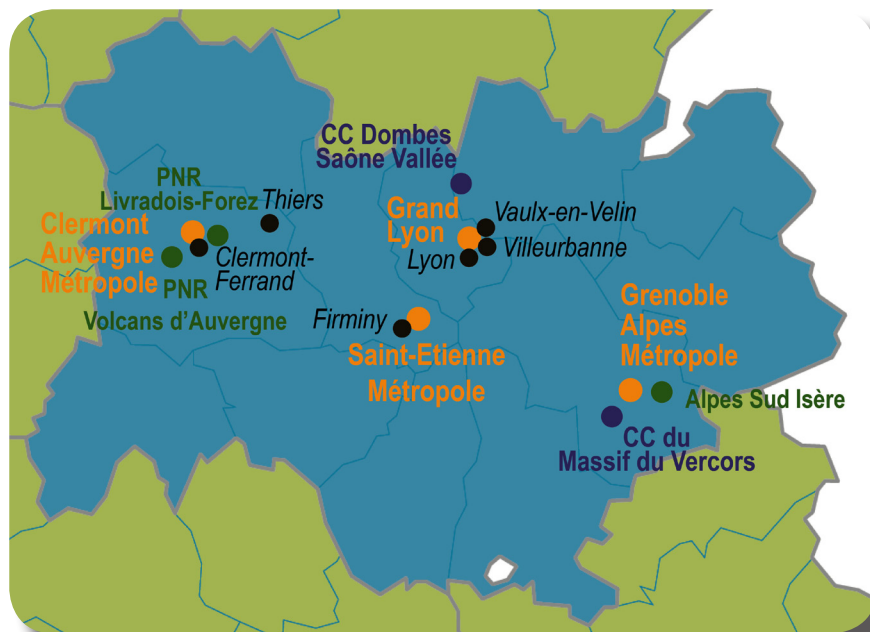 CC Dombes
Saône Vallée
PNR
Livradois-Forez
Thiers
Clermont
Auvergne
Métropole
Clermont-
Ferrand
PNR
Volcans d'Auvergne
Grand
Lyon
Vaulx-en-Velin
Villeurbanne
Lyon
Firminy
Saint-Etienne
Métropole
Grenoble
Alpes
Métropole
Alpes Sud Isère
CC du
Massif du Vercors